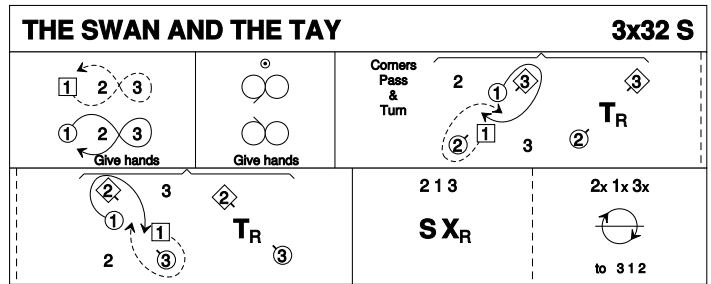 THE SWAN AND THE TAY 3x32 S
1 2 3
1 2 3
Give hands
Give hands
Corners
Pass
&
Turn
2 3 3
1
1
2 3 2
TR
2 3 2
1
1
2 3 3
TR
2 1 3
S XR
2x 1x 3x
to 3 1 2